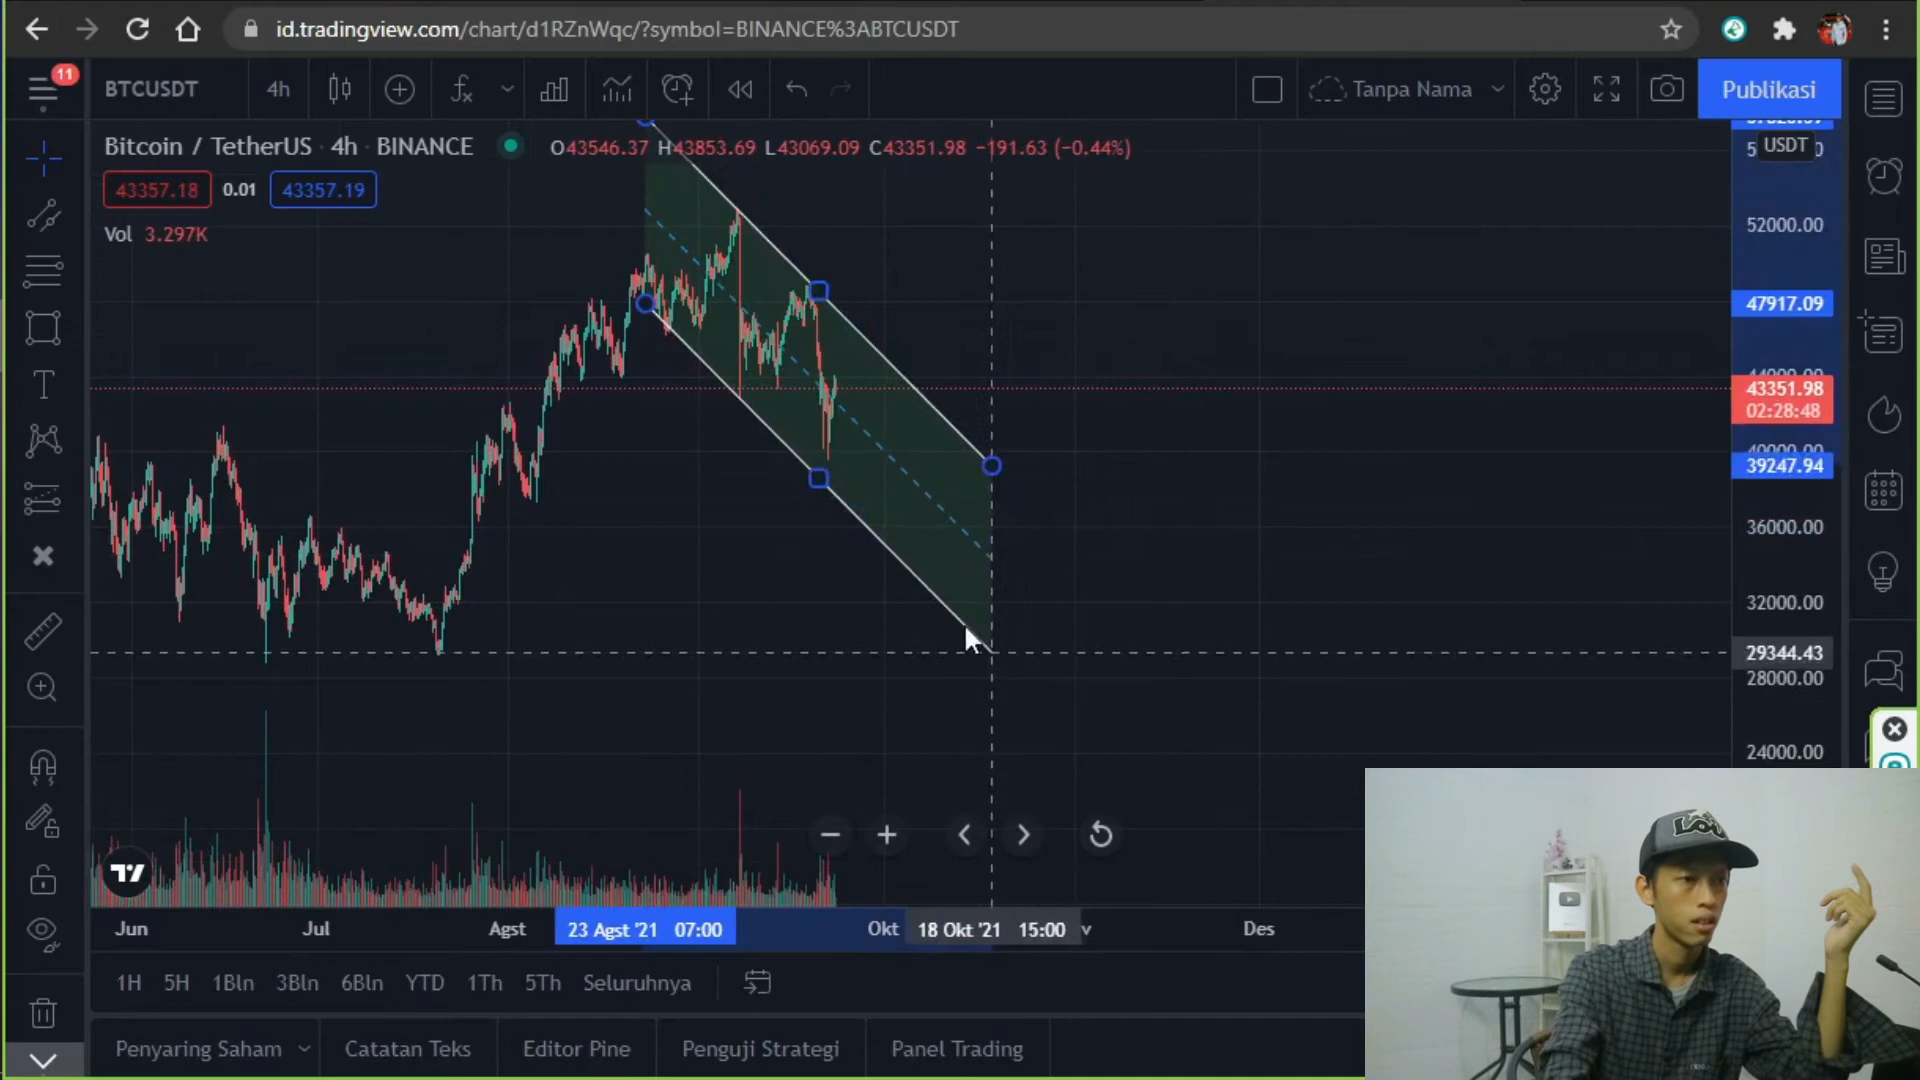 id.tradingview.com/chart/d1RZnWqc/?symbol=BINANCE%3ABTCUSDT
11
BTCUSDT
4h
Tanpa Nama
Publikasi
Bitcoin / TetherUS · 4h · BINANCE
O43546.37 H43853.69 L43069.09 C43351.98 −191.63 (−0.44%)
USDT
43357.18
0.01
43357.19
Vol 3.297K
52000.00
47917.09
44000.00
43351.98
02:28:48
40000.00
39247.94
36000.00
32000.00
29344.43
28000.00
24000.00
Jun
Jul
Agst
23 Agst '21 07:00
Okt
18 Okt '21 15:00
v
Des
1H 5H 1Bln 3Bln 6Bln YTD 1Th 5Th Seluruhnya
Penyaring Saham
Catatan Teks
Editor Pine
Penguji Strategi
Panel Trading